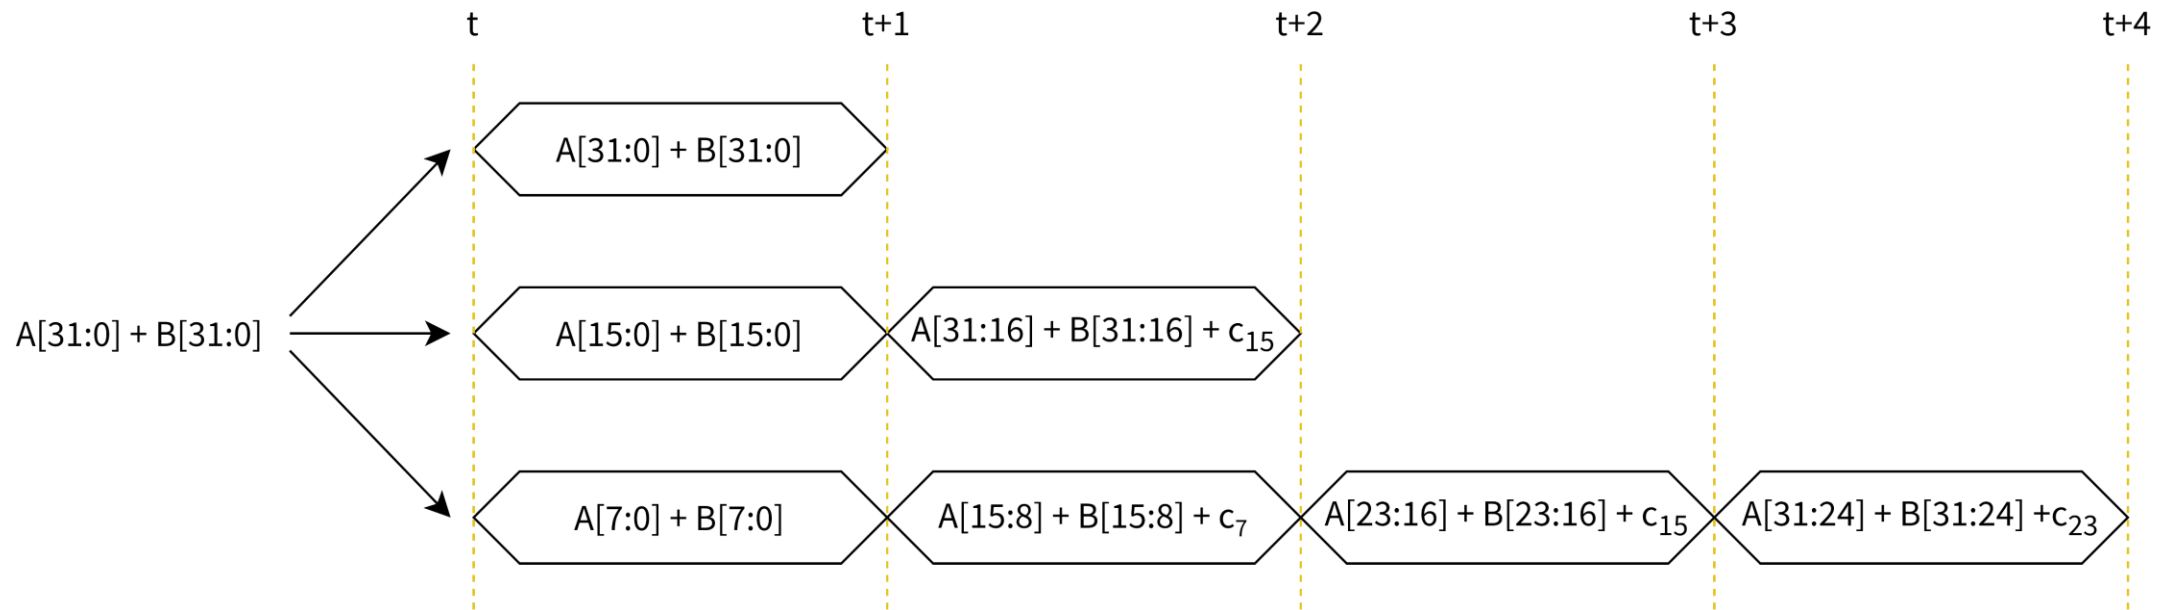 t
t+1
t+2
t+3
t+4
A[31:0] + B[31:0]
A[31:0] + B[31:0]
A[15:0] + B[15:0]
A[31:16] + B[31:16] + c₁₅
A[7:0] + B[7:0]
A[15:8] + B[15:8] + c₇
A[23:16] + B[23:16] + c₁₅
A[31:24] + B[31:24] +c₂₃